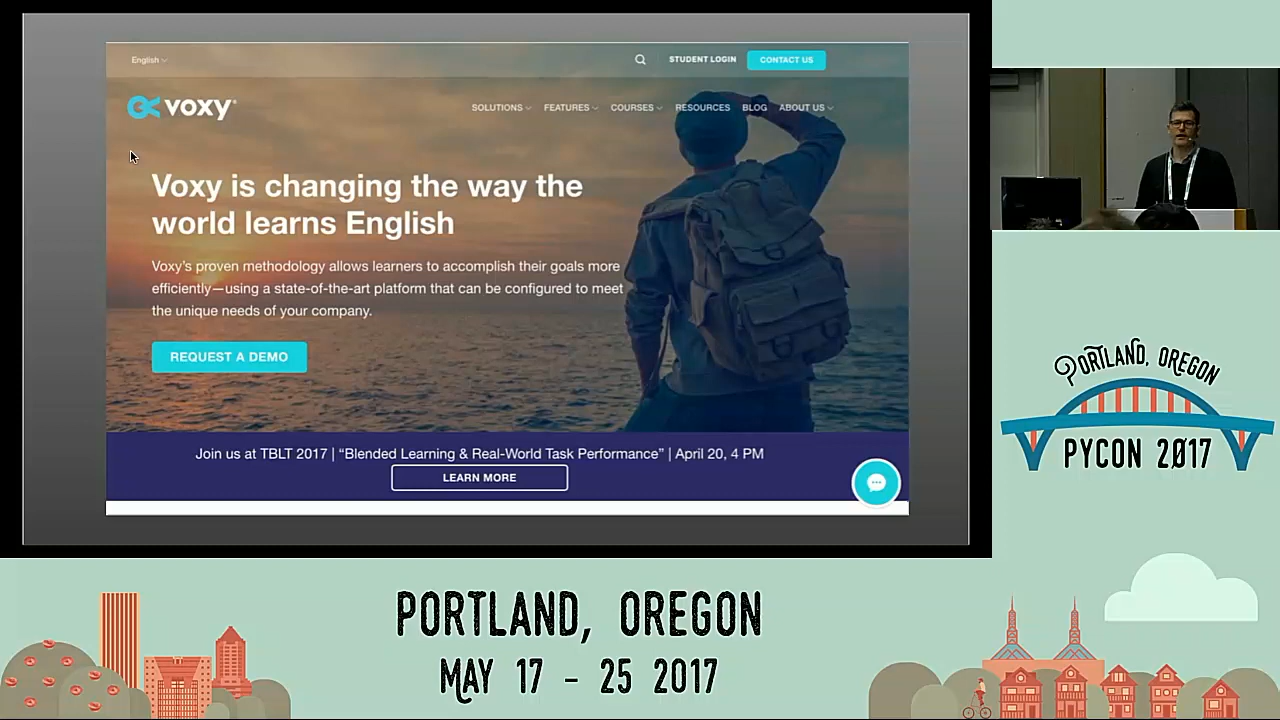 English
STUDENT LOGIN
CONTACT US
voxy
SOLUTIONS FEATURES COURSES RESOURCES BLOG ABOUT US
Voxy is changing the way the
world learns English
Voxy's proven methodology allows learners to accomplish their goals more
efficiently—using a state-of-the-art platform that can be configured to meet
the unique needs of your company.
REQUEST A DEMO
Join us at TBLT 2017 | “Blended Learning & Real-World Task Performance” | April 20, 4 PM
LEARN MORE
PORTLAND, OREGON
PYCON 2017
PORTLAND, OREGON
MAY 17 - 25 2017